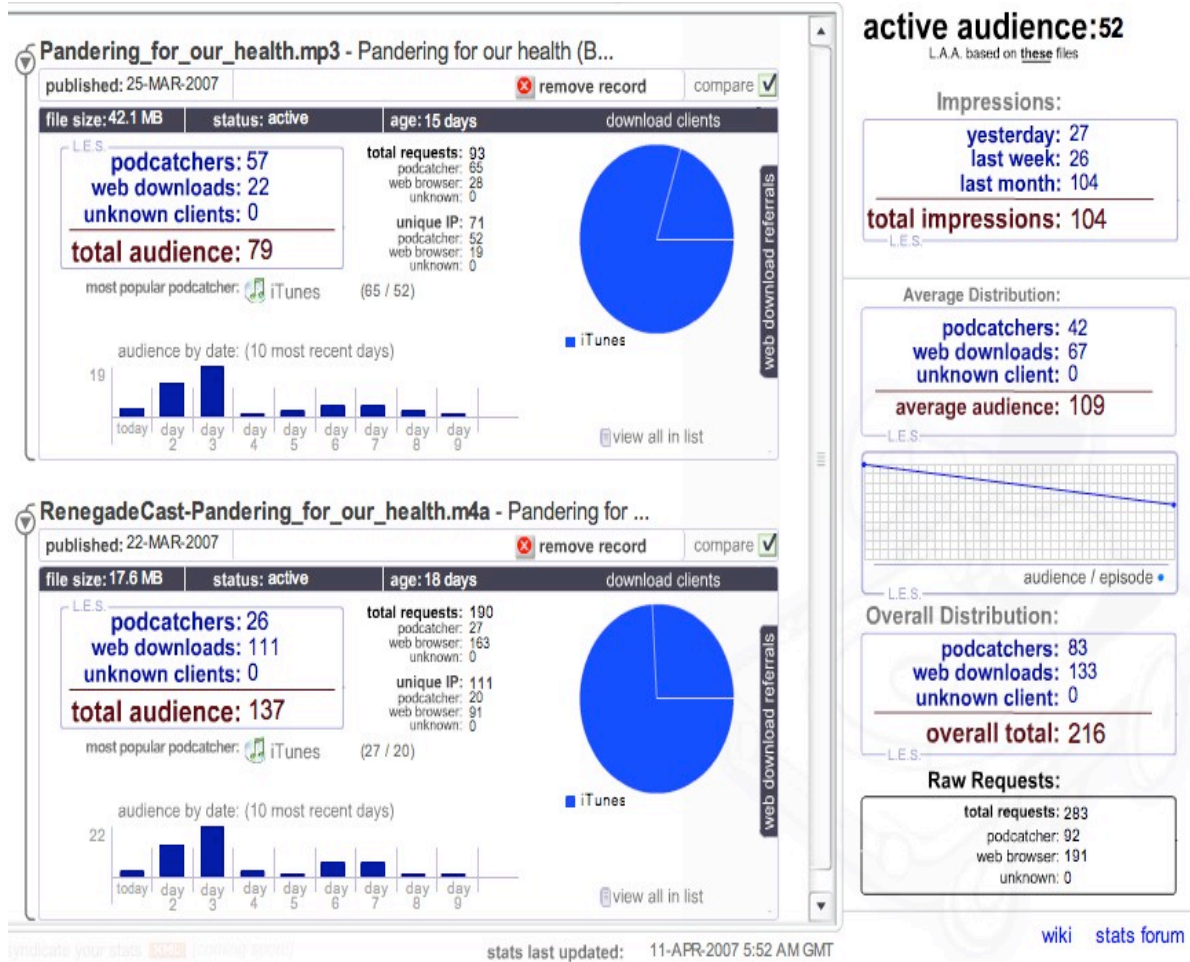 Pandering_for_our_health.mp3 - Pandering for our health (B...
published: 25-MAR-2007
remove record
compare
file size: 42.1 MB
status: active
age: 15 days
download clients
L.E.S.
podcatchers: 57
web downloads: 22
unknown clients: 0
total audience: 79
total requests: 93
podcatcher: 65
web browser: 28
unknown: 0
unique IP: 71
podcatcher: 52
web browser: 19
unknown: 0
most popular podcatcher: iTunes (65 / 52)
iTunes
web download referrals
audience by date: (10 most recent days)
19
today day 2 day 3 day 4 day 5 day 6 day 7 day 8 day 9
view all in list
RenegadeCast-Pandering_for_our_health.m4a - Pandering for ...
published: 22-MAR-2007
remove record
compare
file size: 17.6 MB
status: active
age: 18 days
download clients
L.E.S.
podcatchers: 26
web downloads: 111
unknown clients: 0
total audience: 137
total requests: 190
podcatcher: 27
web browser: 163
unknown: 0
unique IP: 111
podcatcher: 20
web browser: 91
unknown: 0
most popular podcatcher: iTunes (27 / 20)
iTunes
web download referrals
audience by date: (10 most recent days)
22
today day 2 day 3 day 4 day 5 day 6 day 7 day 8 day 9
view all in list
syndicate your stats XML (coming soon)
stats last updated: 11-APR-2007 5:52 AM GMT
active audience:52
L.A.A. based on these files
Impressions:
yesterday: 27
last week: 26
last month: 104
total impressions: 104
L.E.S.
Average Distribution:
podcatchers: 42
web downloads: 67
unknown client: 0
average audience: 109
L.E.S.
audience / episode
L.E.S.
Overall Distribution:
podcatchers: 83
web downloads: 133
unknown client: 0
overall total: 216
L.E.S.
Raw Requests:
total requests: 283
podcatcher: 92
web browser: 191
unknown: 0
wiki stats forum